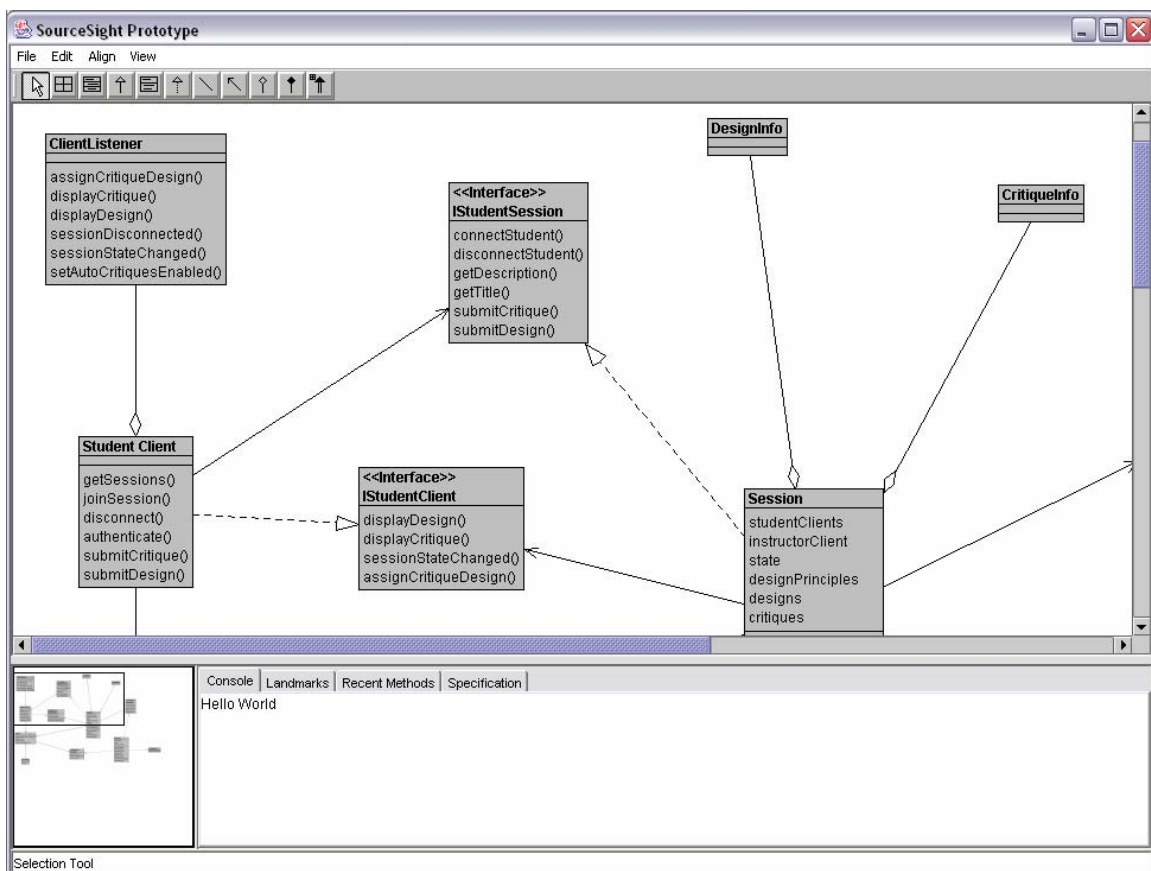 SourceSight Prototype
File Edit Align View
ClientListener
assignCritiqueDesign()
displayCritique()
displayDesign()
sessionDisconnected()
sessionStateChanged()
setAutoCritiquesEnabled()
<<Interface>>
IStudentSession
connectStudent()
disconnectStudent()
getDescription()
getTitle()
submitCritique()
submitDesign()
DesignInfo
CritiqueInfo
Student Client
getSessions()
joinSession()
disconnect()
authenticate()
submitCritique()
submitDesign()
<<Interface>>
IStudentClient
displayDesign()
displayCritique()
sessionStateChanged()
assignCritiqueDesign()
Session
studentClients
instructorClient
state
designPrinciples
designs
critiques
Console Landmarks Recent Methods Specification
Hello World
Selection Tool